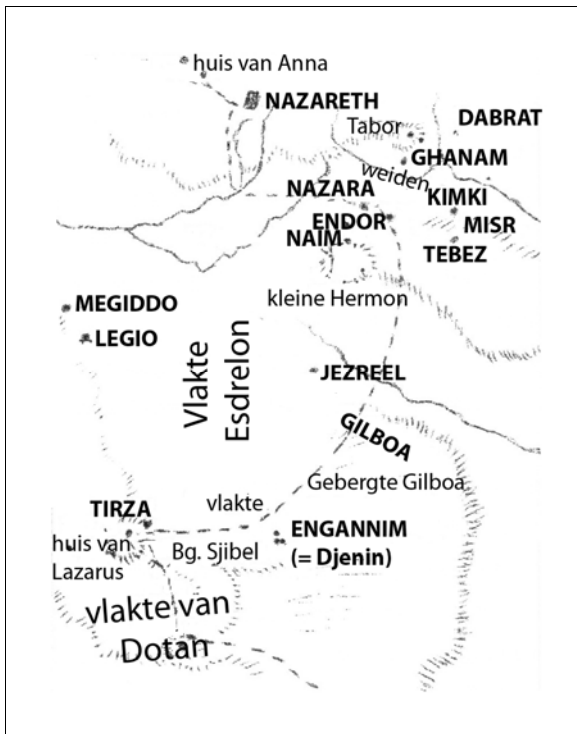 huis van Anna
NAZARETH
Tabor
DABRAT
GHANAM
weiden
NAZARA
KIMKI
ENDOR
MISR
NAIM
TEBEZ
kleine Hermon
MEGIDDO
LEGIO
Vlakte
Esdrelon
JEZREEL
GILBOA
Gebergte Gilboa
vlakte
TIRZA
ENGANNIM
(= Djenin)
huis van
Lazarus
Bg. Sjibel
vlakte van
Dotan